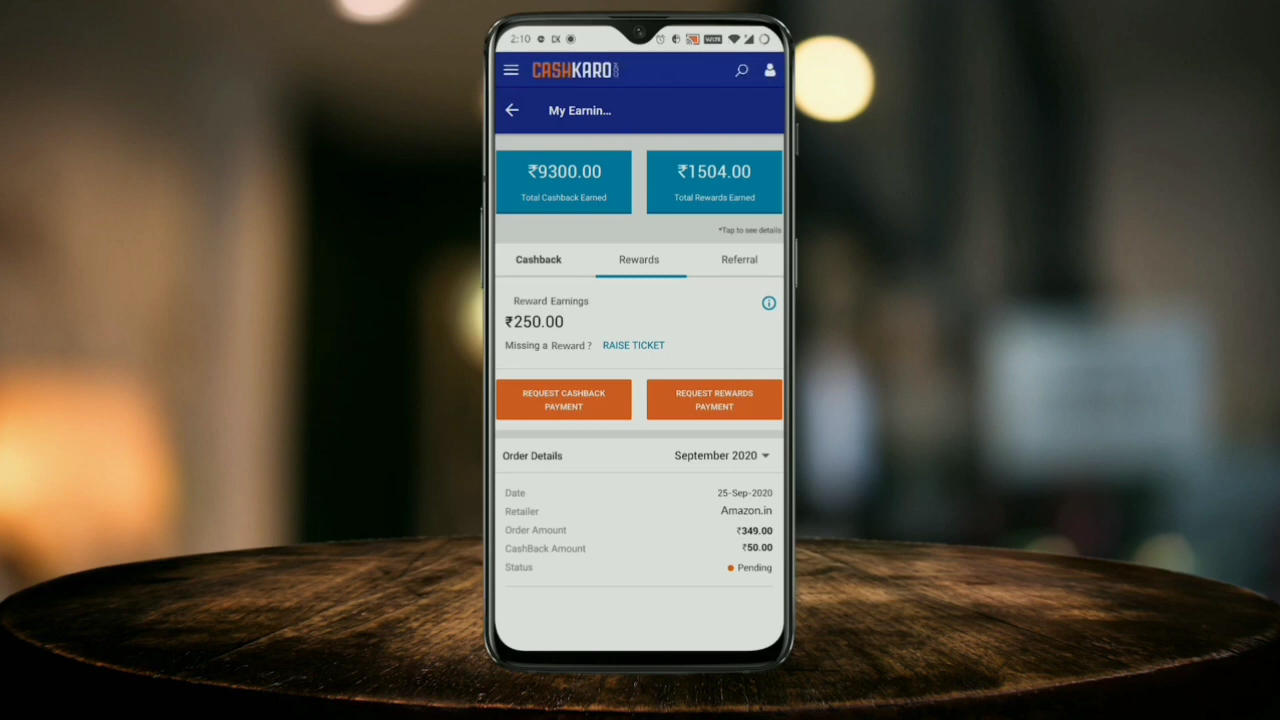 2:10
VoLTE
CASHKARO.COM
My Earnin...
₹9300.00
Total Cashback Earned
₹1504.00
Total Rewards Earned
*Tap to see details
Cashback
Rewards
Referral
Reward Earnings
₹250.00
Missing a Reward ? RAISE TICKET
REQUEST CASHBACK
PAYMENT
REQUEST REWARDS
PAYMENT
Order Details
September 2020
Date 25-Sep-2020
Retailer Amazon.in
Order Amount ₹349.00
CashBack Amount ₹50.00
Status Pending